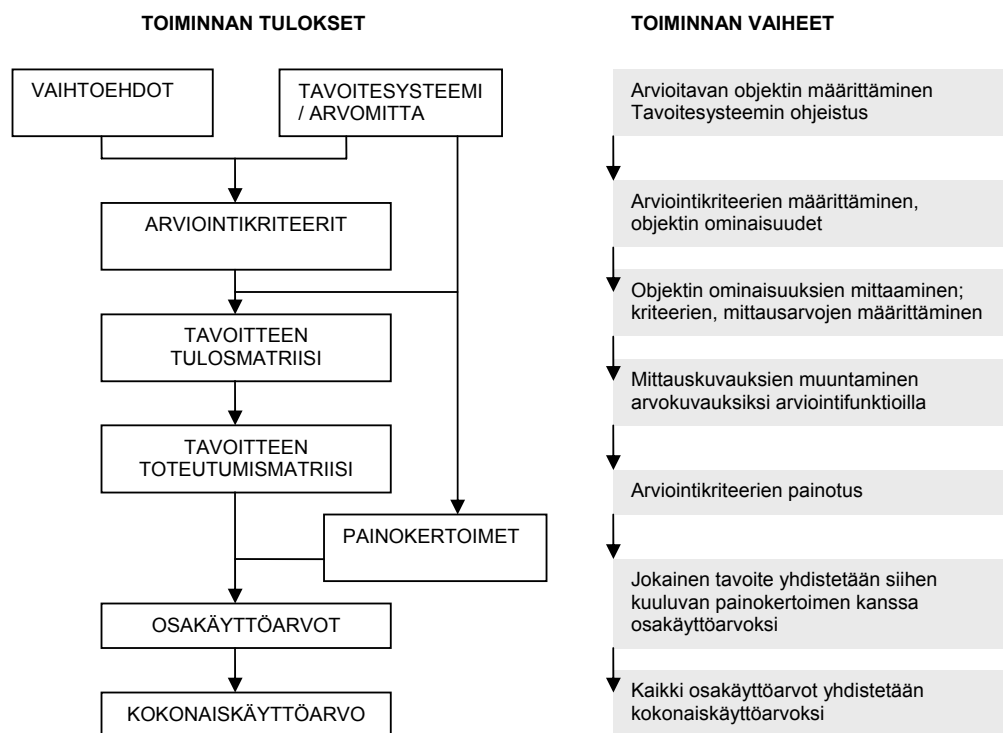 TOIMINNAN TULOKSET
VAIHTOEHDOT
TAVOITESYSTEEMI
/ ARVOMITTA
ARVIOINTIKRITEERIT
TAVOITTEEN
TULOSMATRIISI
TAVOITTEEN
TOTEUTUMISMATRIISI
PAINOKERTOIMET
OSAKÄYTTÖARVOT
KOKONAISKÄYTTÖARVO
TOIMINNAN VAIHEET
Arvioitavan objektin määrittäminen
Tavoitesysteemin ohjeistus
Arviointikriteerien määrittäminen,
objektin ominaisuudet
Objektin ominaisuuksien mittaaminen;
kriteerien, mittausarvojen määrittäminen
Mittauskuvauksien muuntaminen
arvokuvauksiksi arviointifunktioilla
Arviointikriteerien painotus
Jokainen tavoite yhdistetään siihen
kuuluvan painokertoimen kanssa
osakäyttöarvoksi
Kaikki osakäyttöarvot yhdistetään
kokonaiskäyttöarvoksi